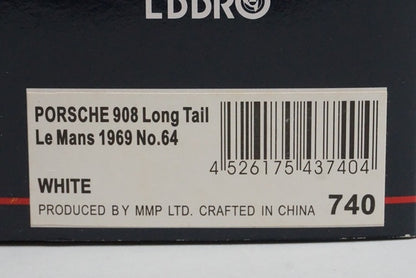 PORSCHE 908 Long Tail
Le Mans 1969 No.64
4 526175 437404
WHITE
PRODUCED BY MMP LTD. CRAFTED IN CHINA 740